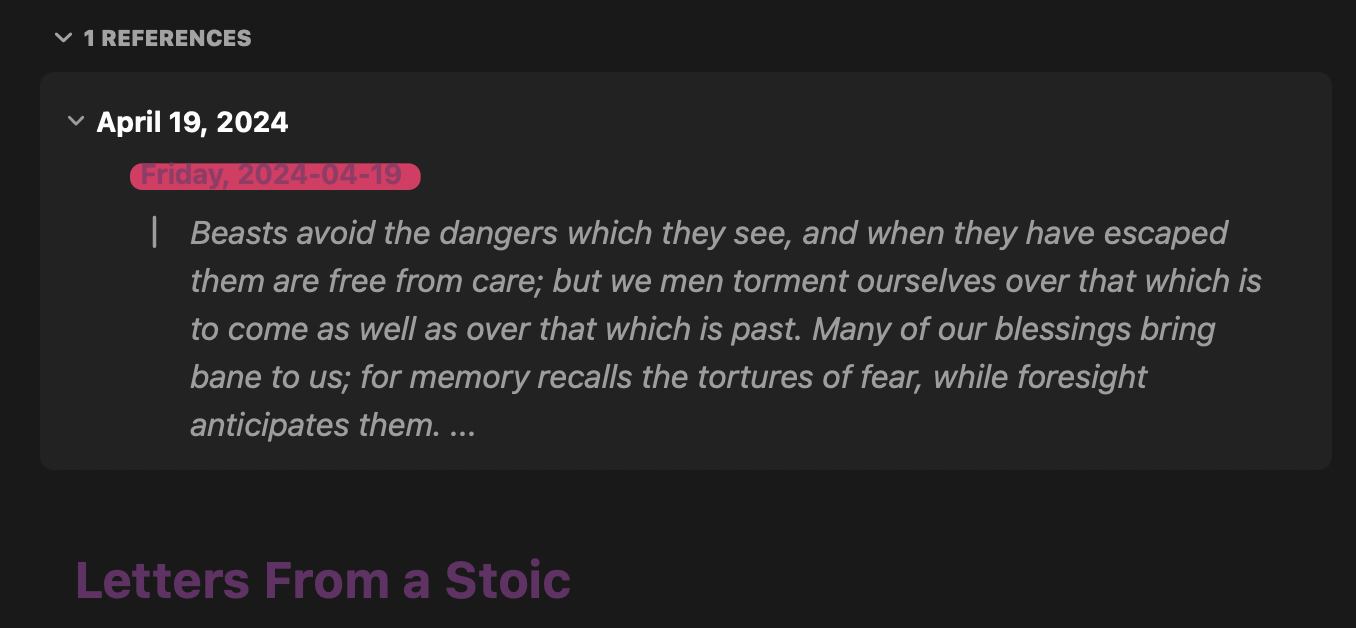 1 REFERENCES
April 19, 2024
Friday, 2024-04-19
Beasts avoid the dangers which they see, and when they have escaped
them are free from care; but we men torment ourselves over that which is
to come as well as over that which is past. Many of our blessings bring
bane to us; for memory recalls the tortures of fear, while foresight
anticipates them. ...
Letters From a Stoic